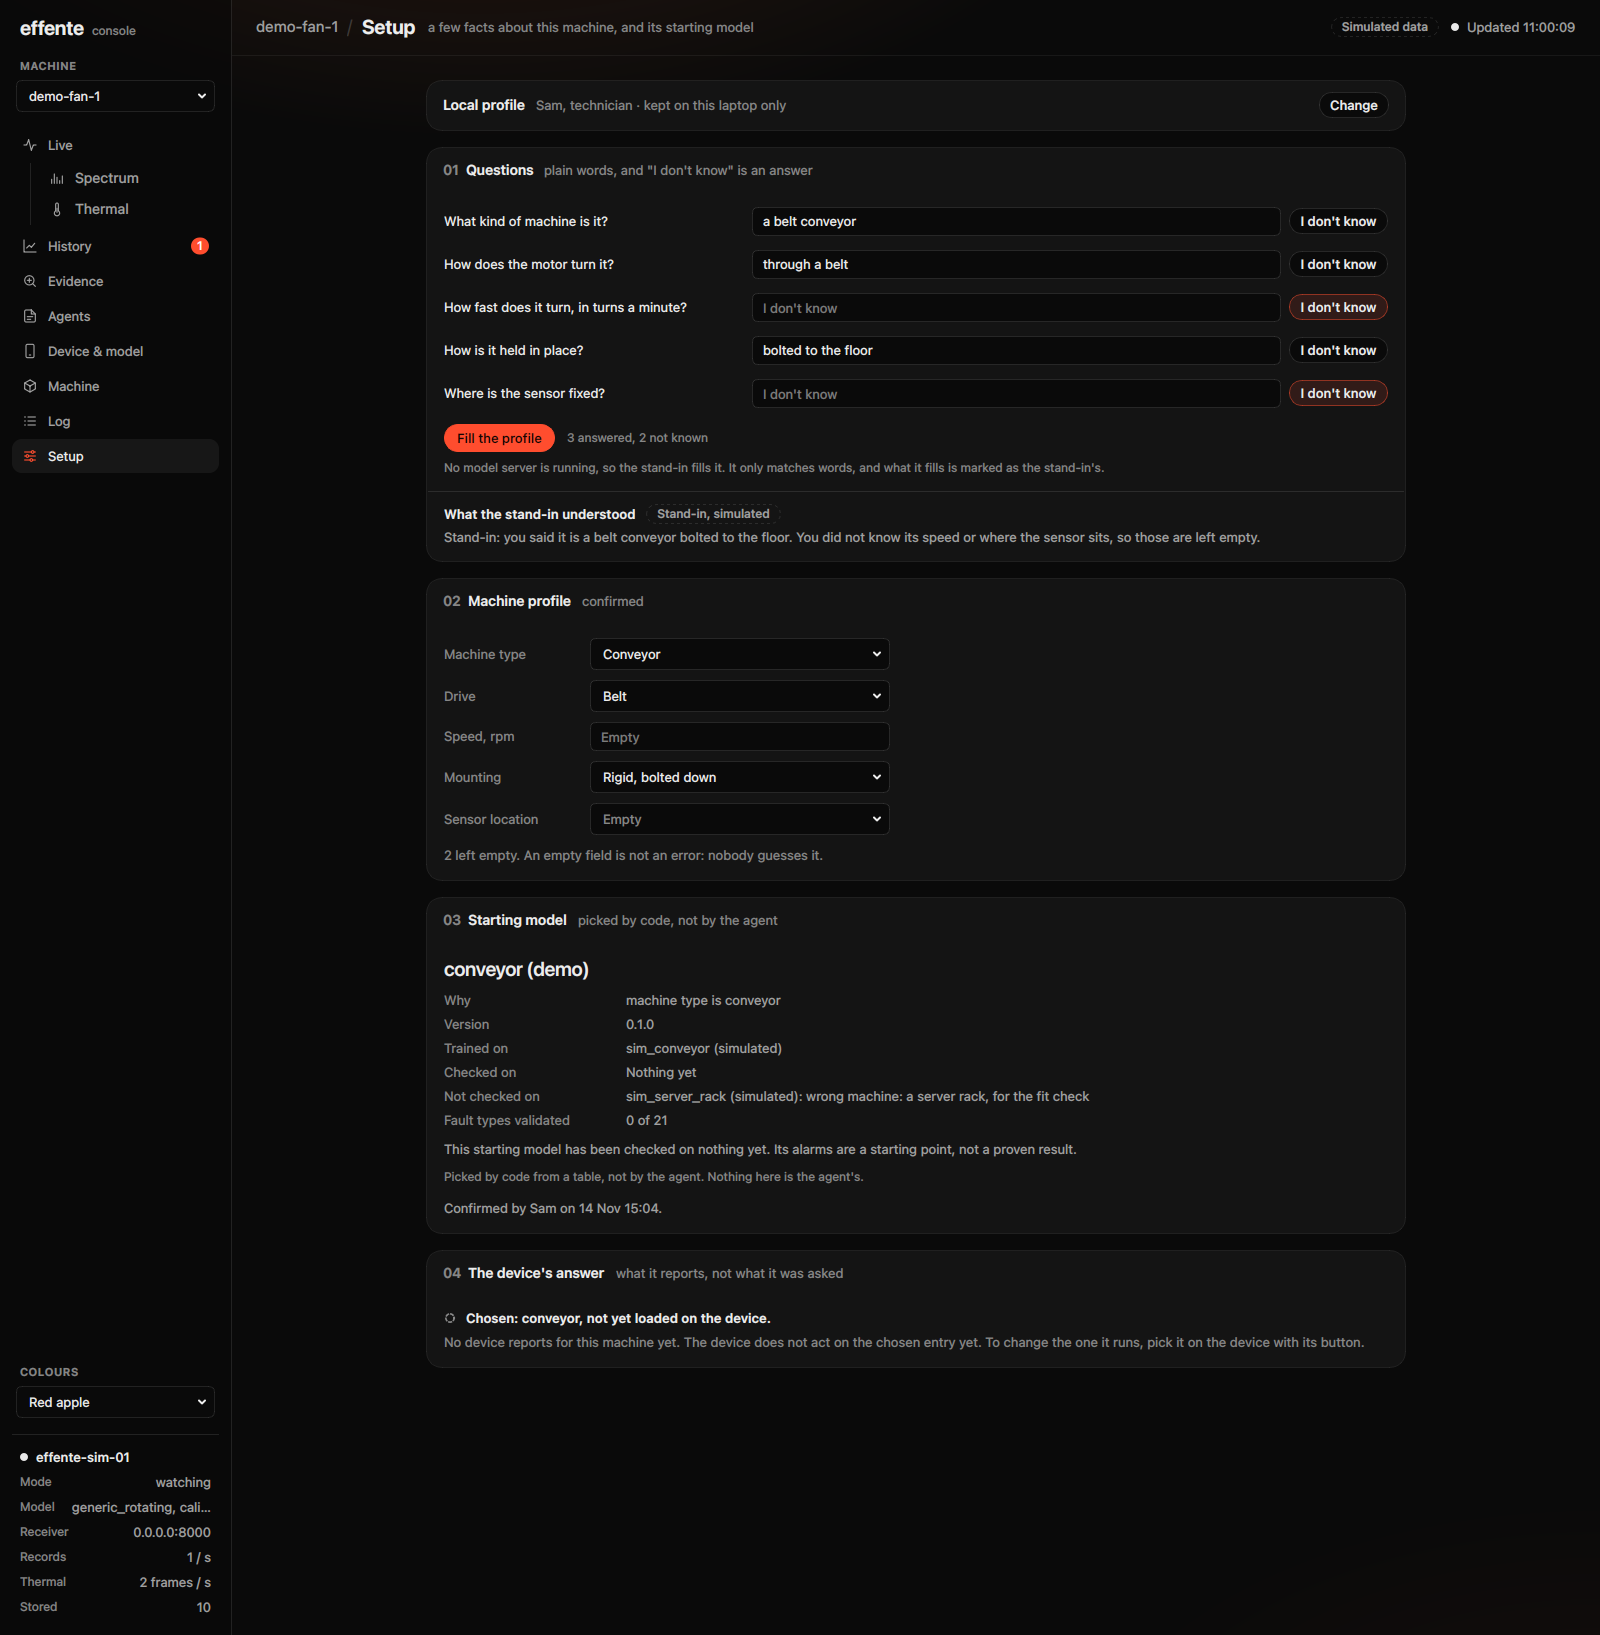 effente console
MACHINE
demo-fan-1
Live
Spectrum
Thermal
History 1
Evidence
Agents
Device & model
Machine
Log
Setup
COLOURS
Red apple
effente-sim-01
Mode watching
Model generic_rotating, cali...
Receiver 0.0.0.0:8000
Records 1 / s
Thermal 2 frames / s
Stored 10
demo-fan-1 / Setup a few facts about this machine, and its starting model
Simulated data Updated 11:00:09
Local profile Sam, technician · kept on this laptop only Change
01 Questions plain words, and "I don't know" is an answer
What kind of machine is it? a belt conveyor I don't know
How does the motor turn it? through a belt I don't know
How fast does it turn, in turns a minute? I don't know I don't know
How is it held in place? bolted to the floor I don't know
Where is the sensor fixed? I don't know I don't know
Fill the profile 3 answered, 2 not known
No model server is running, so the stand-in fills it. It only matches words, and what it fills is marked as the stand-in's.
What the stand-in understood Stand-in, simulated
Stand-in: you said it is a belt conveyor bolted to the floor. You did not know its speed or where the sensor sits, so those are left empty.
02 Machine profile confirmed
Machine type Conveyor
Drive Belt
Speed, rpm Empty
Mounting Rigid, bolted down
Sensor location Empty
2 left empty. An empty field is not an error: nobody guesses it.
03 Starting model picked by code, not by the agent
conveyor (demo)
Why machine type is conveyor
Version 0.1.0
Trained on sim_conveyor (simulated)
Checked on Nothing yet
Not checked on sim_server_rack (simulated): wrong machine: a server rack, for the fit check
Fault types validated 0 of 21
This starting model has been checked on nothing yet. Its alarms are a starting point, not a proven result.
Picked by code from a table, not by the agent. Nothing here is the agent's.
Confirmed by Sam on 14 Nov 15:04.
04 The device's answer what it reports, not what it was asked
Chosen: conveyor, not yet loaded on the device.
No device reports for this machine yet. The device does not act on the chosen entry yet. To change the one it runs, pick it on the device with its button.